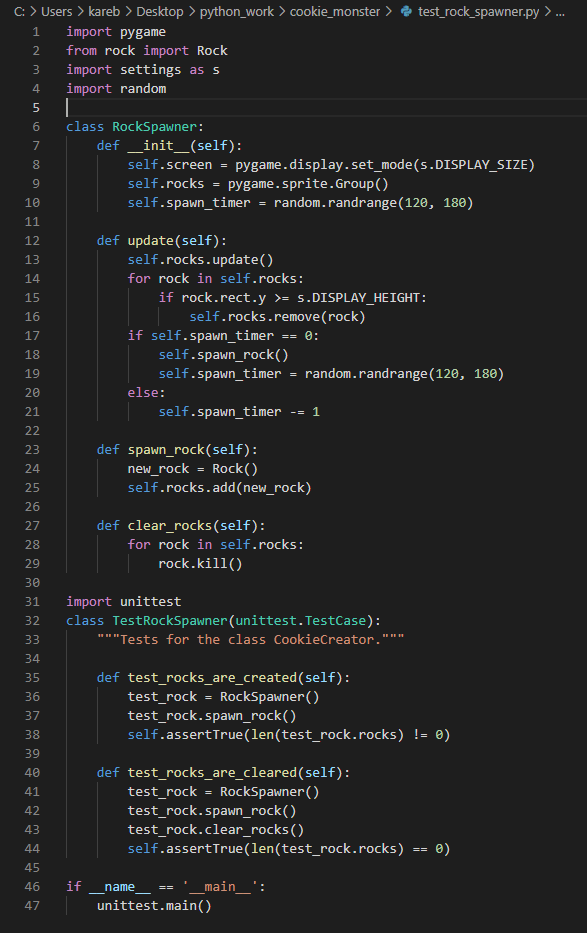 C: > Users > kareb > Desktop > python_work > cookie_monster > test_rock_spawner.py > ...
1 import pygame
2 from rock import Rock
3 import settings as s
4 import random
5
6 class RockSpawner:
7     def __init__(self):
8         self.screen = pygame.display.set_mode(s.DISPLAY_SIZE)
9         self.rocks = pygame.sprite.Group()
10         self.spawn_timer = random.randrange(120, 180)
11
12     def update(self):
13         self.rocks.update()
14         for rock in self.rocks:
15             if rock.rect.y >= s.DISPLAY_HEIGHT:
16                 self.rocks.remove(rock)
17         if self.spawn_timer == 0:
18             self.spawn_rock()
19             self.spawn_timer = random.randrange(120, 180)
20         else:
21             self.spawn_timer -= 1
22
23     def spawn_rock(self):
24         new_rock = Rock()
25         self.rocks.add(new_rock)
26
27     def clear_rocks(self):
28         for rock in self.rocks:
29             rock.kill()
30
31 import unittest
32 class TestRockSpawner(unittest.TestCase):
33     """Tests for the class CookieCreator."""
34
35     def test_rocks_are_created(self):
36         test_rock = RockSpawner()
37         test_rock.spawn_rock()
38         self.assertTrue(len(test_rock.rocks) != 0)
39
40     def test_rocks_are_cleared(self):
41         test_rock = RockSpawner()
42         test_rock.spawn_rock()
43         test_rock.clear_rocks()
44         self.assertTrue(len(test_rock.rocks) == 0)
45
46 if __name__ == '__main__':
47     unittest.main()